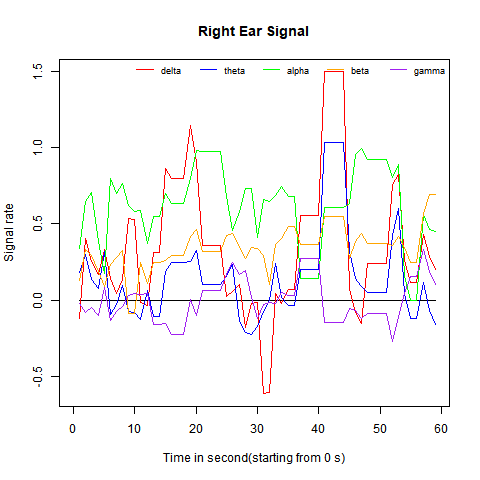 Right Ear Signal
delta theta alpha beta gamma
1.5
1.0
0.5
0.0
-0.5
Signal rate
0 10 20 30 40 50 60
Time in second(starting from 0 s)